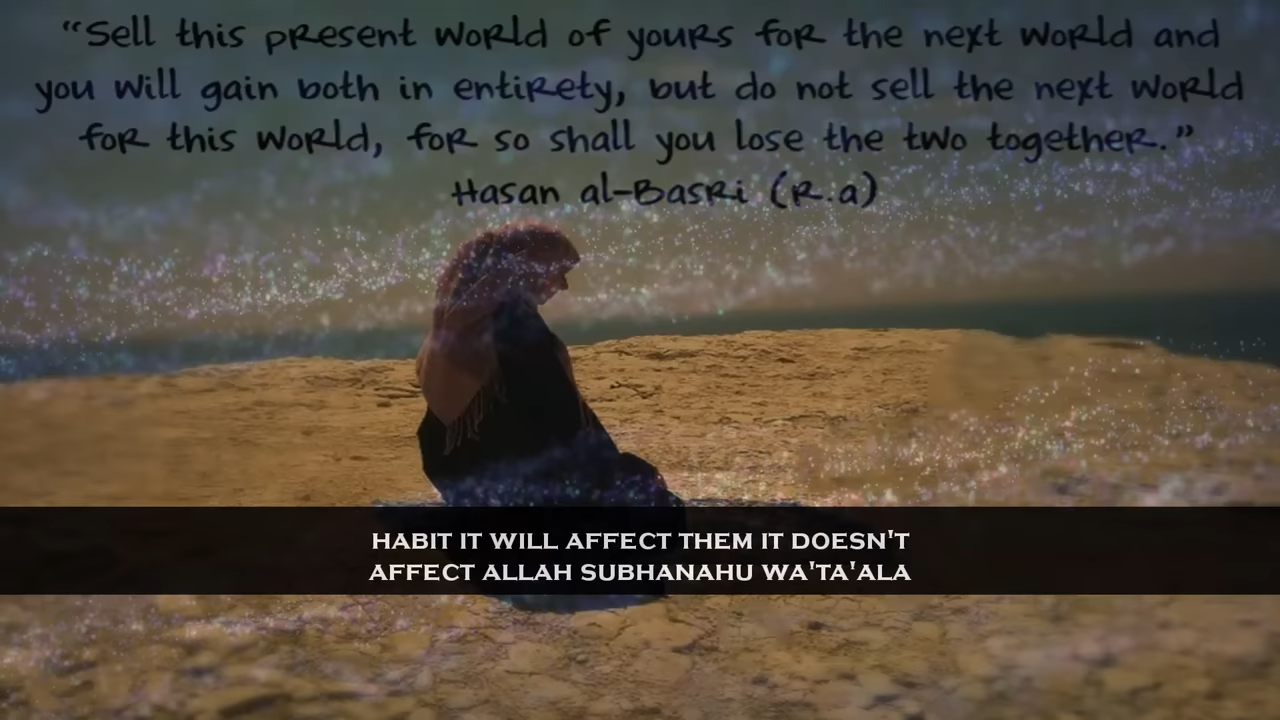 “Sell this present world of yours for the next world and
you will gain both in entirety, but do not sell the next world
for this world, for so shall you lose the two together.”
Hasan al-Basri (R.a)
HABIT IT WILL AFFECT THEM IT DOESN'T
AFFECT ALLAH SUBHANAHU WA'TA'ALA